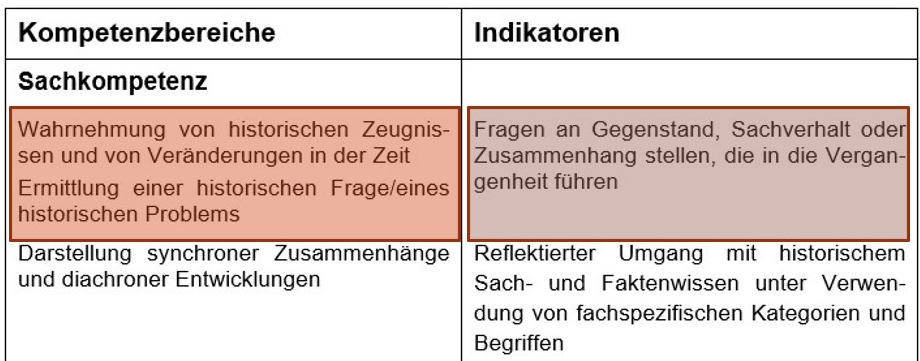 Kompetenzbereiche
Indikatoren
Sachkompetenz
Wahrnehmung von historischen Zeugnis-
sen und von Veränderungen in der Zeit
Ermittlung einer historischen Frage/eines
historischen Problems
Fragen an Gegenstand, Sachverhalt oder
Zusammenhang stellen, die in die Vergan-
genheit führen
Darstellung synchroner Zusammenhänge
und diachroner Entwicklungen
Reflektierter Umgang mit historischem
Sach- und Faktenwissen unter Verwen-
dung von fachspezifischen Kategorien und
Begriffen